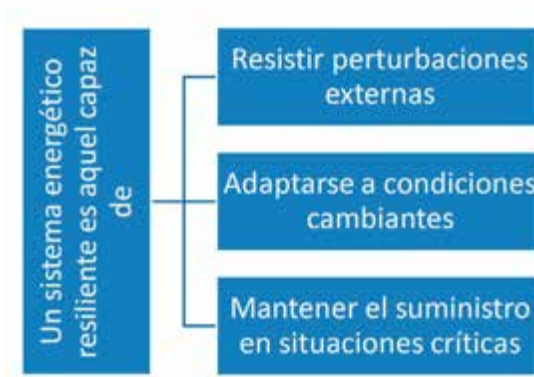 Un sistema energético
resiliente es aquel capaz
de
Resistir perturbaciones
externas
Adaptarse a condiciones
cambiantes
Mantener el suministro
en situaciones críticas